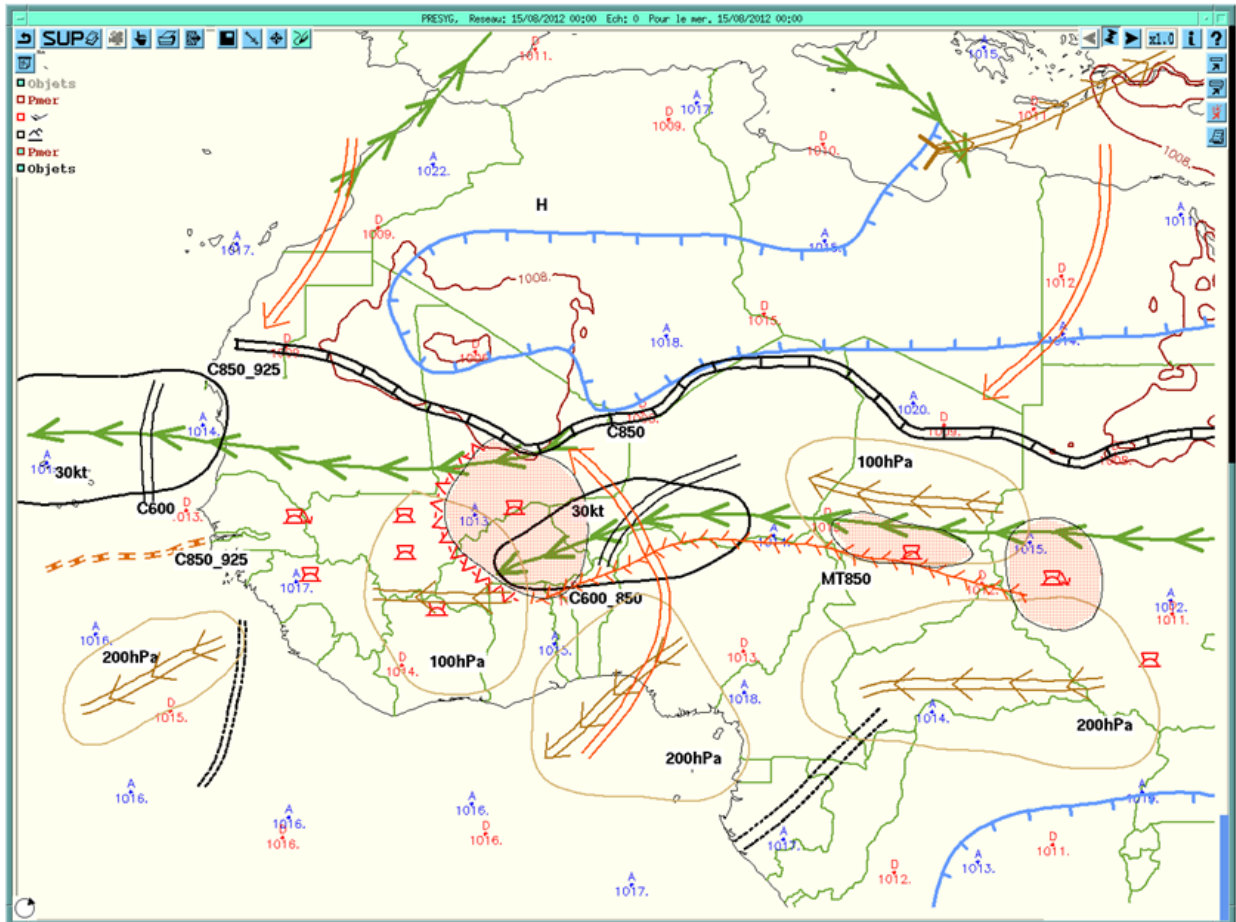 PRESYG, Reseau: 15/08/2012 00:00 Ech: 0 Pour le mer. 15/08/2012 00:00
SUP
x1.0
i
?
Objets
Pmer
Pmer
Objets
D
1011.
A
1015.
A
1017.
D
1009.
D
1011.
D
1010.
1008.
A
1022.
H
A
1017.
D
1009.
A
1015.
A
1011.
1008.
D
1012.
D
1015.
A
1018.
A
1014.
D
D
C850_925
A
1020.
D
1009.
D
C850
A
1014.
A
30kt
100hPa
C600
D
1013.
A
1013.
30kt
D
A
A
1015.
C850_925
MT850
A
1017.
C600_850
D
1012.
A
1012.
1011.
A
1016.
200hPa
D
1014.
100hPa
A
1015.
D
1013.
A
1018.
D
1015.
A
1014.
200hPa
200hPa
A
1016.
A
1016.
D
1016.
A
1016.
D
1016.
A
1017.
A
1017.
D
1012.
A
1013.
D
1011.
A
1019.